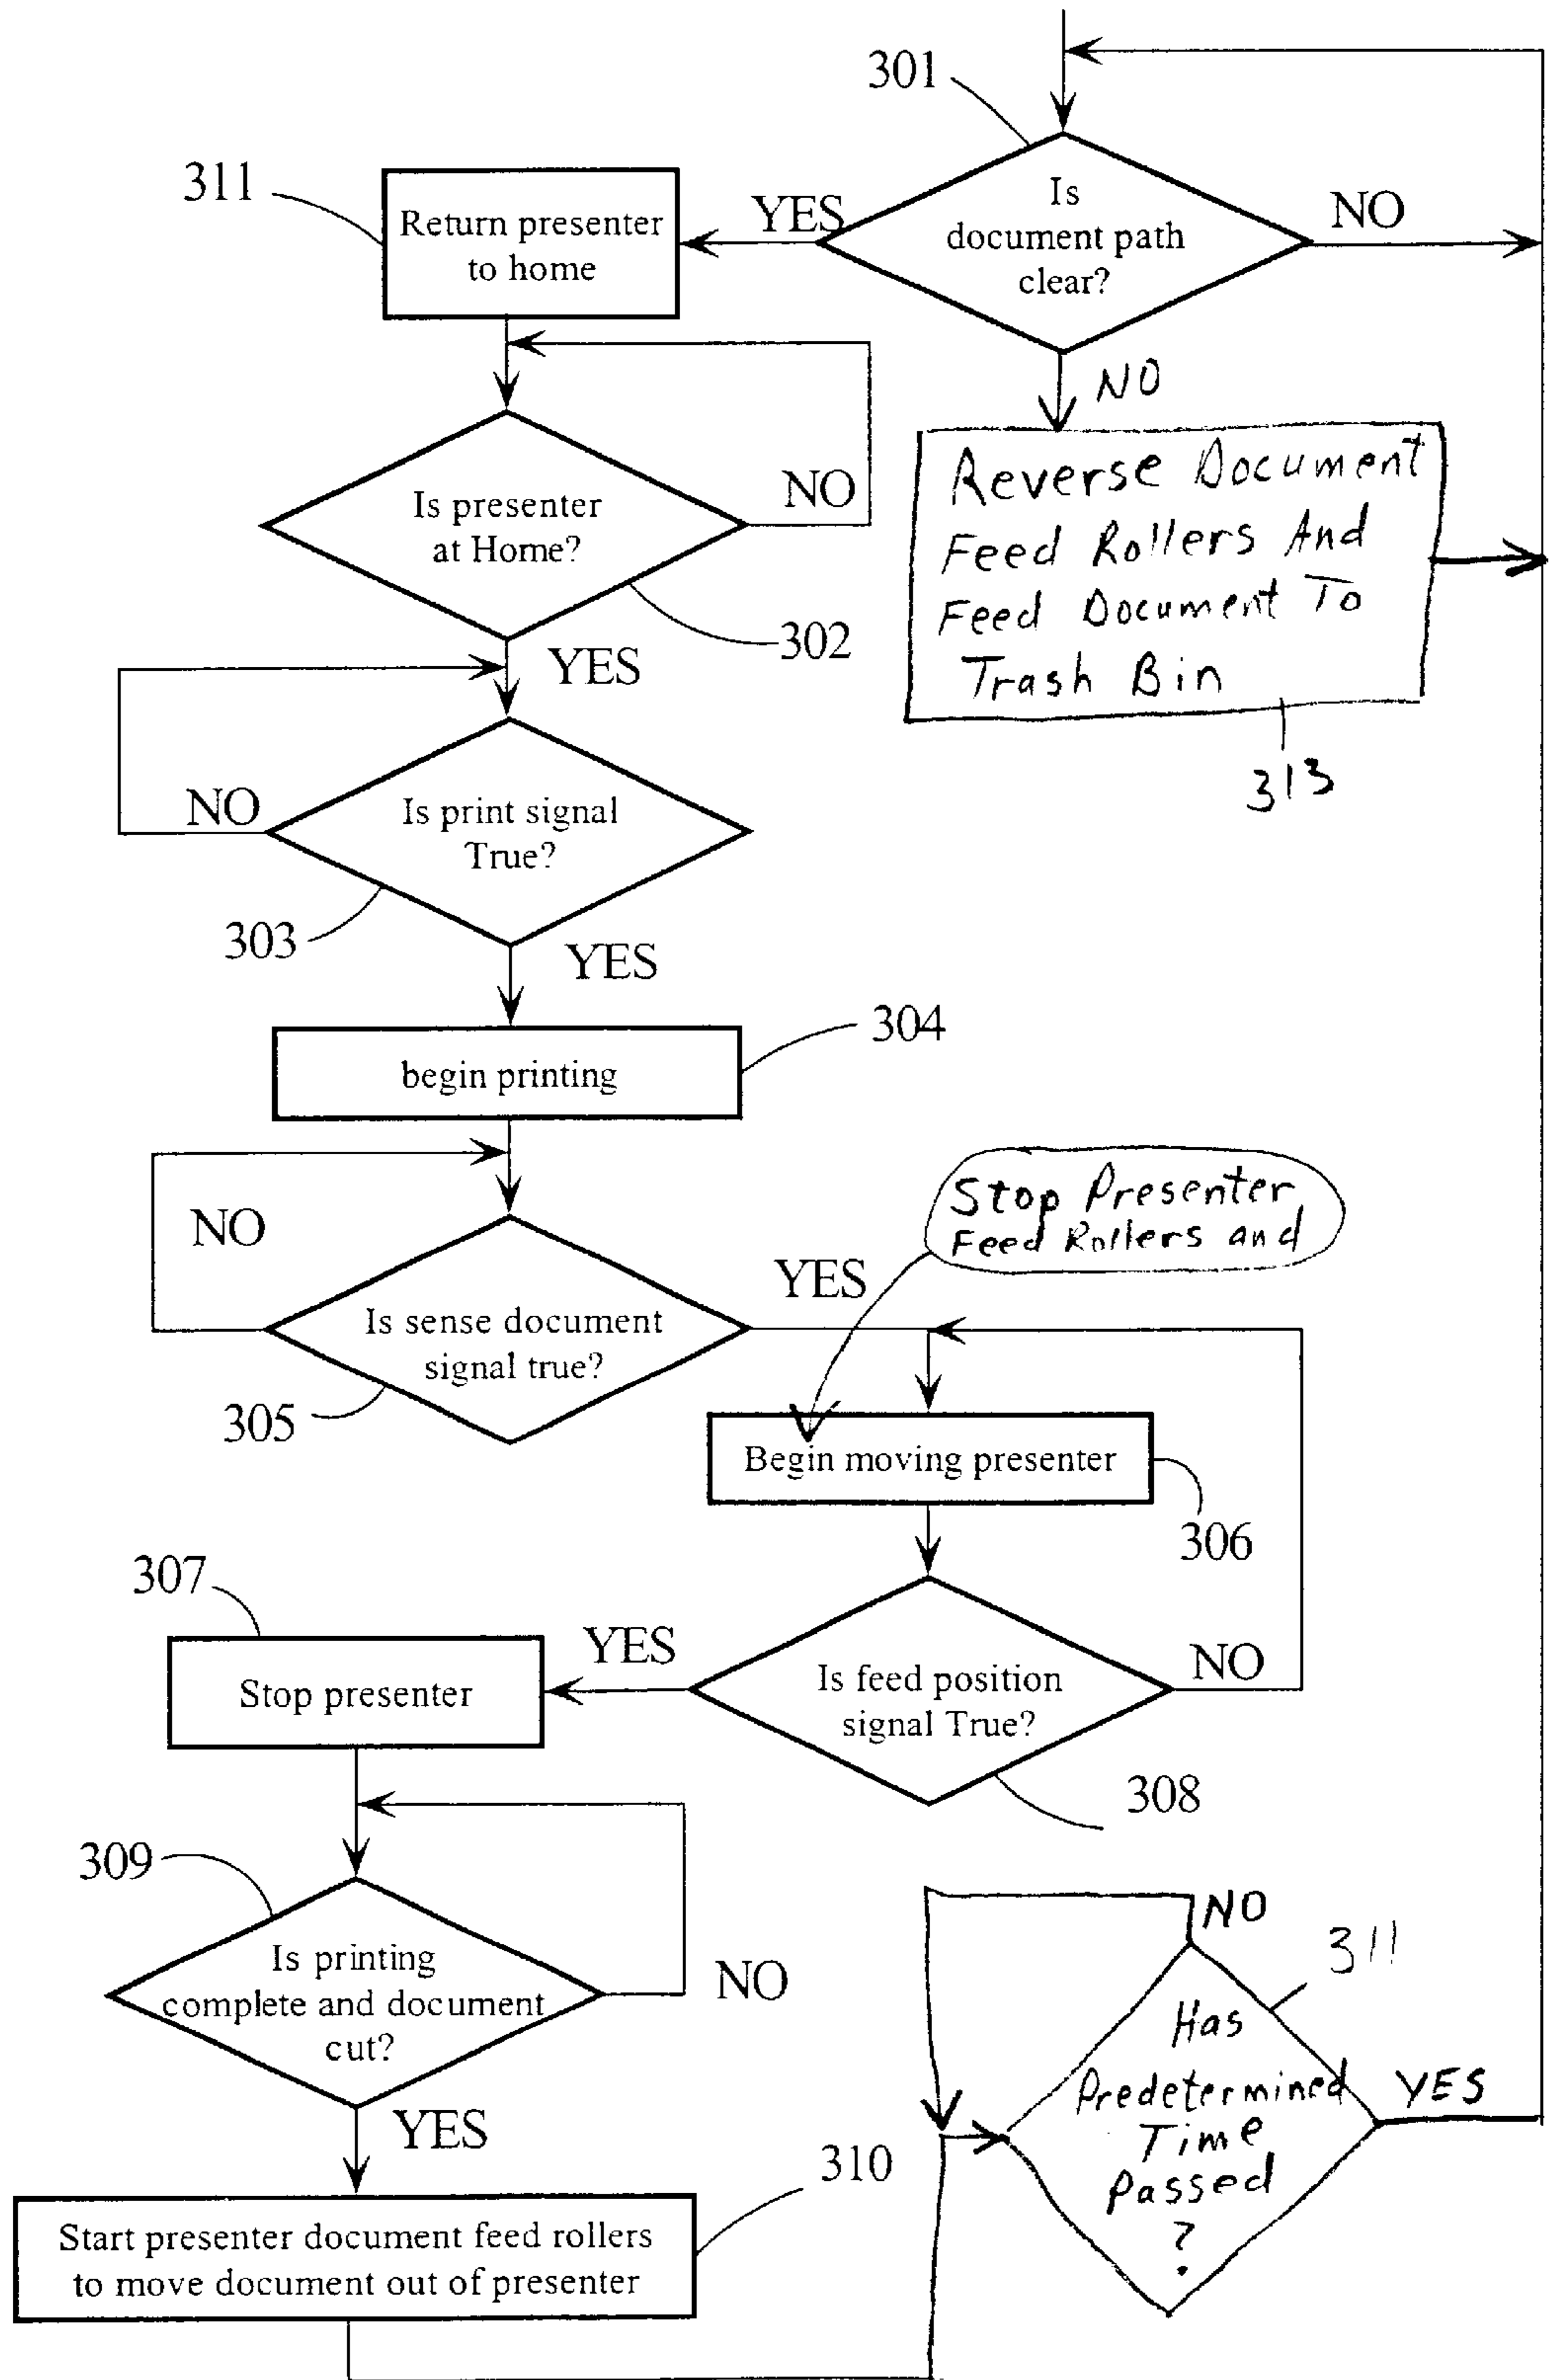 301
311
Return presenter
to home
YES
Is
document path
clear?
NO
NO
Reverse Document
Feed Rollers And
Feed Document To
Trash Bin
313
Is presenter
at Home?
NO
302
YES
NO
Is print signal
True?
303
YES
304
begin printing
NO
Stop Presenter
Feed Rollers and
YES
Is sense document
signal true?
305
Begin moving presenter
306
307
YES
Stop presenter
Is feed position
signal True?
NO
308
309
Is printing
complete and document
cut?
NO
YES
NO
311
Has
Predetermined
Time
Passed
?
YES
310
Start presenter document feed rollers
to move document out of presenter